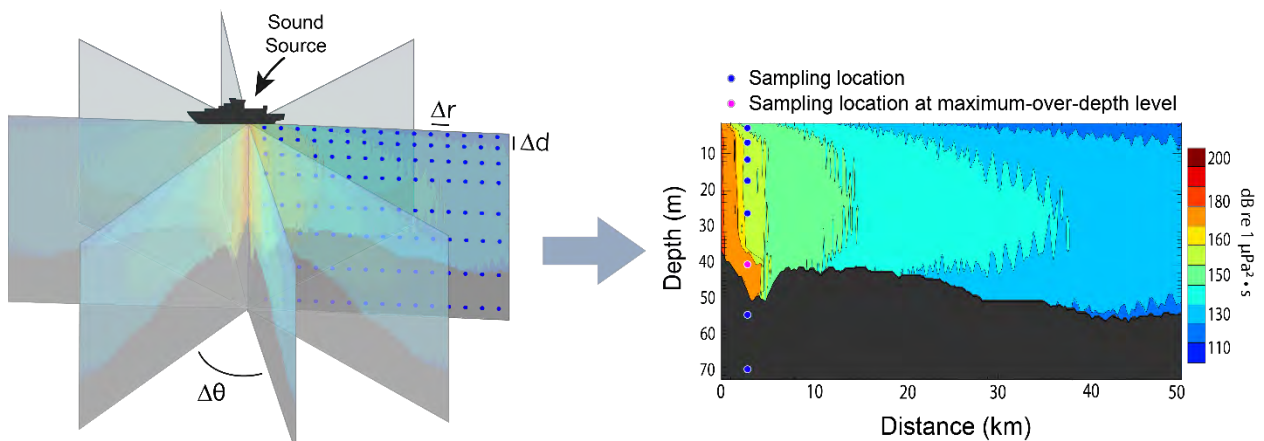 Sound
Source
Δr
Δd
Δθ
Sampling location
Sampling location at maximum-over-depth level
Depth (m)
10
20
30
40
50
60
70
0
10
20
30
40
50
Distance (km)
200
180
160
150
130
110
dB re 1 μPa² • s